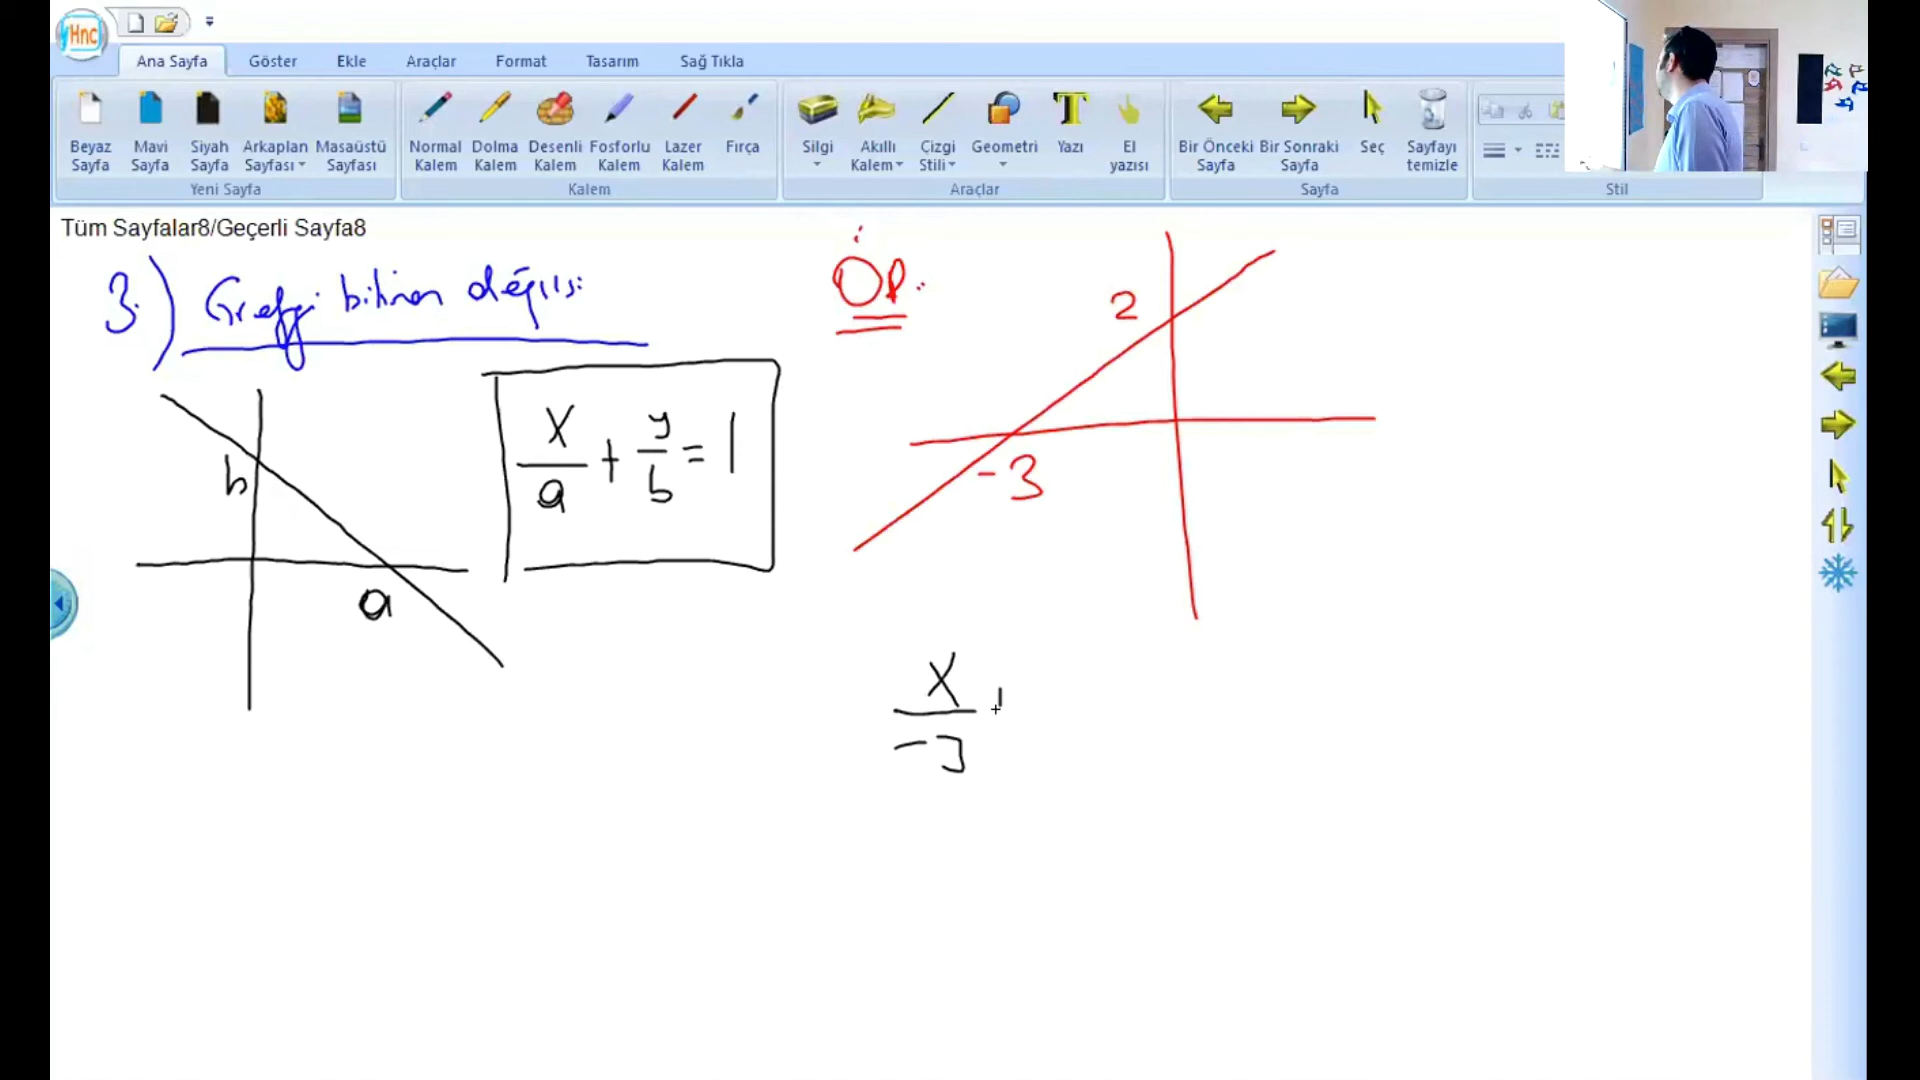 Hnc
Ana Sayfa Göster Ekle Araçlar Format Tasarım Sağ Tıkla
Beyaz Sayfa
Mavi Sayfa
Siyah Sayfa
Arkaplan Sayfası
Masaüstü Sayfası
Yeni Sayfa
Normal Kalem
Dolma Kalem
Desenli Kalem
Fosforlu Kalem
Lazer Kalem
Fırça
Kalem
Silgi
Akıllı Kalem
Çizgi Stili
Geometri
Yazı
El yazısı
Araçlar
Bir Önceki Sayfa
Bir Sonraki Sayfa
Seç
Sayfayı temizle
Sayfa
Stil
Tüm Sayfalar8/Geçerli Sayfa8
3.)
bilinen
b
a
x/a + y/b = 1
ÖR:
2
-3
x/-3 +